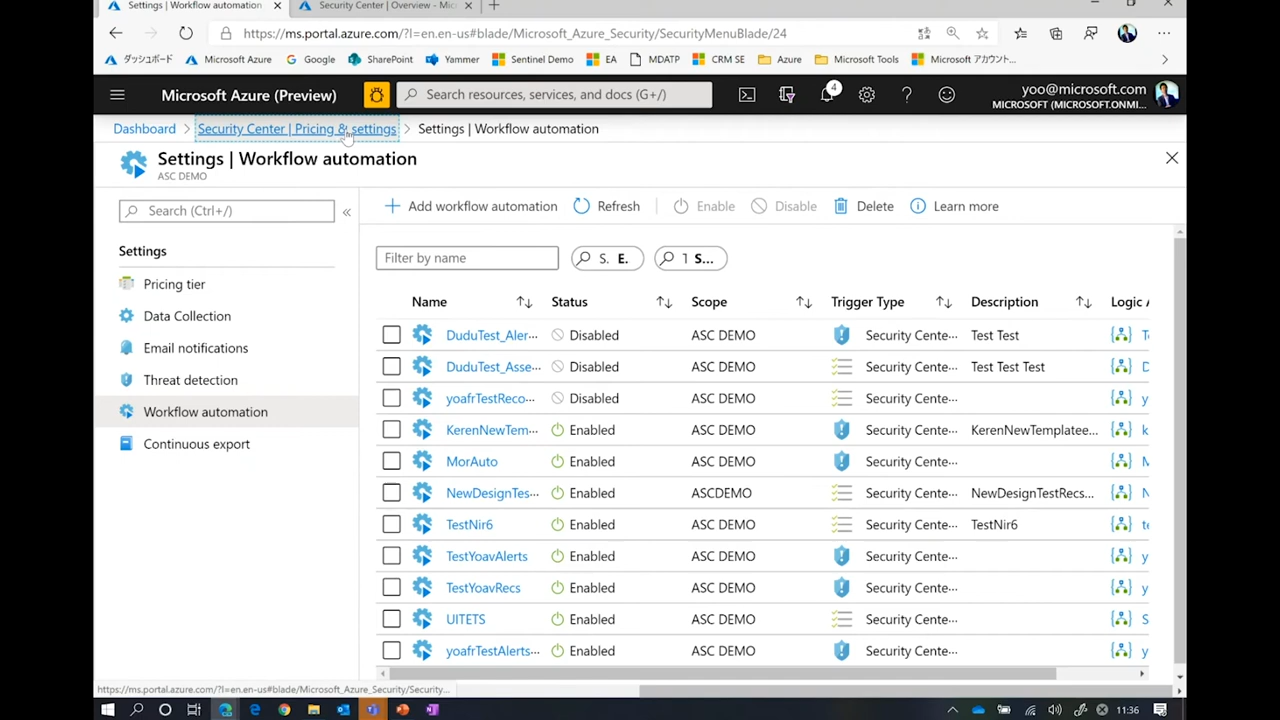 Settings | Workflow automation
Security Center | Overview - Mic
https://ms.portal.azure.com/?l=en.en-us#blade/Microsoft_Azure_Security/SecurityMenuBlade/24
ダッシュボード
Microsoft Azure
Google
SharePoint
Yammer
Sentinel Demo
EA
MDATP
CRM SE
Azure
Microsoft Tools
Microsoft アカウント...
Microsoft Azure (Preview)
Search resources, services, and docs (G+/)
4
yoo@microsoft.com
MICROSOFT (MICROSOFT.ONMI...
Dashboard > Security Center | Pricing & settings > Settings | Workflow automation
Settings | Workflow automation
ASC DEMO
Search (Ctrl+/)
«
Settings
Pricing tier
Data Collection
Email notifications
Threat detection
Workflow automation
Continuous export
Add workflow automation
Refresh
Enable
Disable
Delete
Learn more
Filter by name
S. E.
1 S...
Name Status Scope Trigger Type Description Logic A
DuduTest_Aler... Disabled ASC DEMO Security Cente... Test Test
DuduTest_Asse... Disabled ASC DEMO Security Cente... Test Test Test
yoafrTestReco... Disabled ASC DEMO Security Cente...
KerenNewTem... Enabled ASC DEMO Security Cente... KerenNewTemplatee...
MorAuto Enabled ASC DEMO Security Cente...
NewDesignTes... Enabled ASCDEMO Security Cente... NewDesignTestRecs...
TestNir6 Enabled ASC DEMO Security Cente... TestNir6
TestYoavAlerts Enabled ASC DEMO Security Cente...
TestYoavRecs Enabled ASC DEMO Security Cente...
UITETS Enabled ASC DEMO Security Cente...
yoafrTestAlerts... Enabled ASC DEMO Security Cente...
https://ms.portal.azure.com/?l=en.en-us#blade/Microsoft_Azure_Security/Security...
11:36